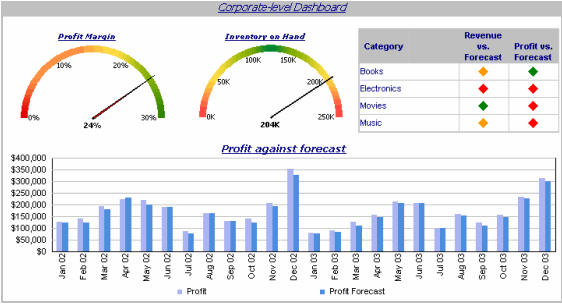 Corporate-level Dashboard
Profit Margin
0%
10%
20%
30%
24%
Inventory on Hand
0K
50K
100K
150K
200K
250K
204K
Category Revenue vs. Forecast Profit vs. Forecast
Books
Electronics
Movies
Music
Profit against forecast
$400,000
$350,000
$300,000
$250,000
$200,000
$150,000
$100,000
$50,000
$0
Jan 02 Feb 02 Mar 02 Apr 02 May 02 Jun 02 Jul 02 Aug 02 Sep 02 Oct 02 Nov 02 Dec 02 Jan 03 Feb 03 Mar 03 Apr 03 May 03 Jun 03 Jul 03 Aug 03 Sep 03 Oct 03 Nov 03 Dec 03
Profit Profit Forecast